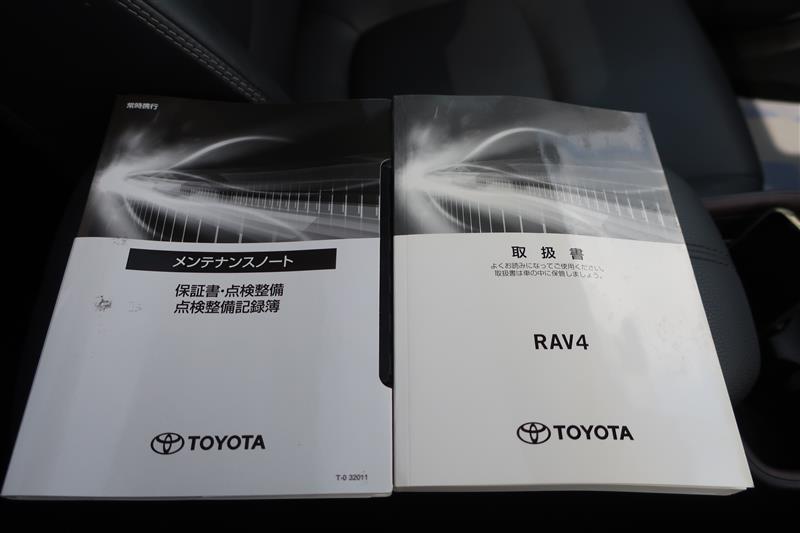 常時携行
メンテナンスノート
保証書・点検整備
点検整備記録簿
TOYOTA
T-0 32011
取扱書
よくお読みになってご使用ください。
取扱書は車の中に保管しましょう。
RAV4
TOYOTA